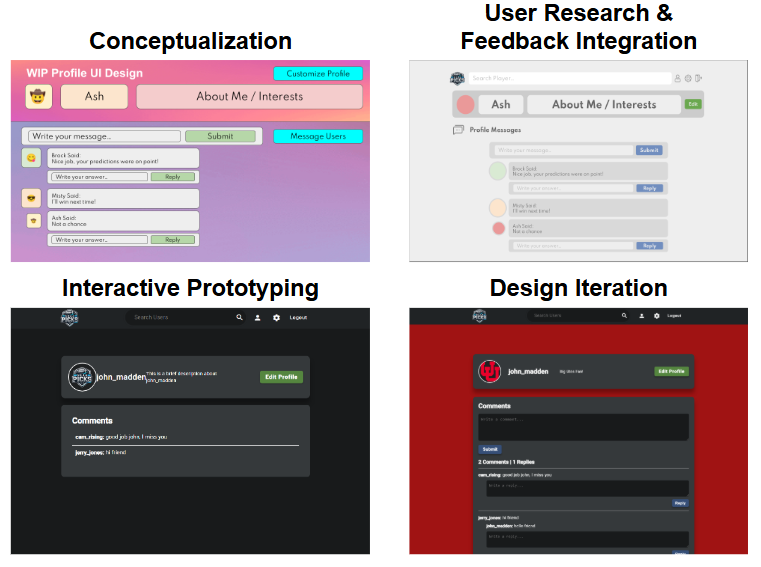 Conceptualization
WIP Profile UI Design
Customize Profile
Ash
About Me / Interests
Write your message..
Submit
Message Users
Brock Said:
Nice job, your predictions were on point!
Write your answer..
Reply
Misty Said:
I'll win next time!
Ash Said:
Not a chance
Write your answer..
Reply
User Research &
Feedback Integration
Search Player...
Ash
About Me / Interests
Edit
Profile Messages
Write your message...
Submit
Brock Said:
Nice job, your predictions were on point!
Write your answer...
Reply
Misty Said:
I'll win next time!
Ash Said:
Not a chance
Write your answer...
Reply
Interactive Prototyping
PICKS
Search Users
Logout
PICKS
john_madden
This is a brief description about
john_madden
Edit Profile
Comments
cam_rising: good job john, I miss you
jerry_jones: hi friend
Design Iteration
PICKS
Search Users
Logout
john_madden
Big Utes Fan!
Edit Profile
Comments
Write a comment...
Submit
2 Comments | 1 Replies
cam_rising: good job john, I miss you
Write a reply...
Reply
jerry_jones: hi friend
john_madden: hello friend
Write a reply...
Reply